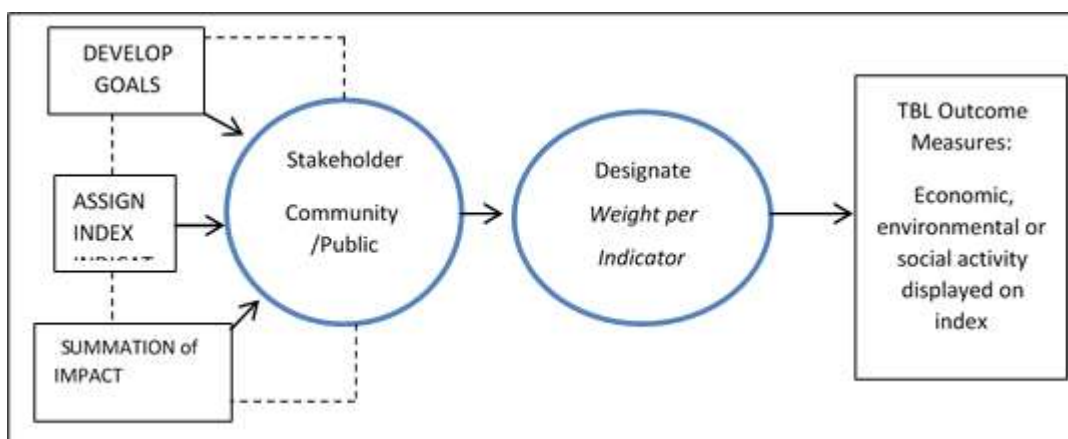 DEVELOP
GOALS
ASSIGN
INDEX
SUMMATION of
IMPACT
Stakeholder
Community
/Public
Designate
Weight per
Indicator
TBL Outcome
Measures:
Economic,
environmental or
social activity
displayed on
index